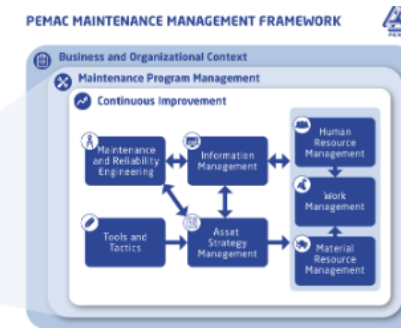 PEMAC MAINTENANCE MANAGEMENT FRAMEWORK
Business and Organizational Context
Maintenance Program Management
Continuous Improvement
Maintenance
and Reliability
Engineering
Information
Management
Human
Resource
Management
Work
Management
Tools and
Tactics
Asset
Strategy
Management
Material
Resource
Management